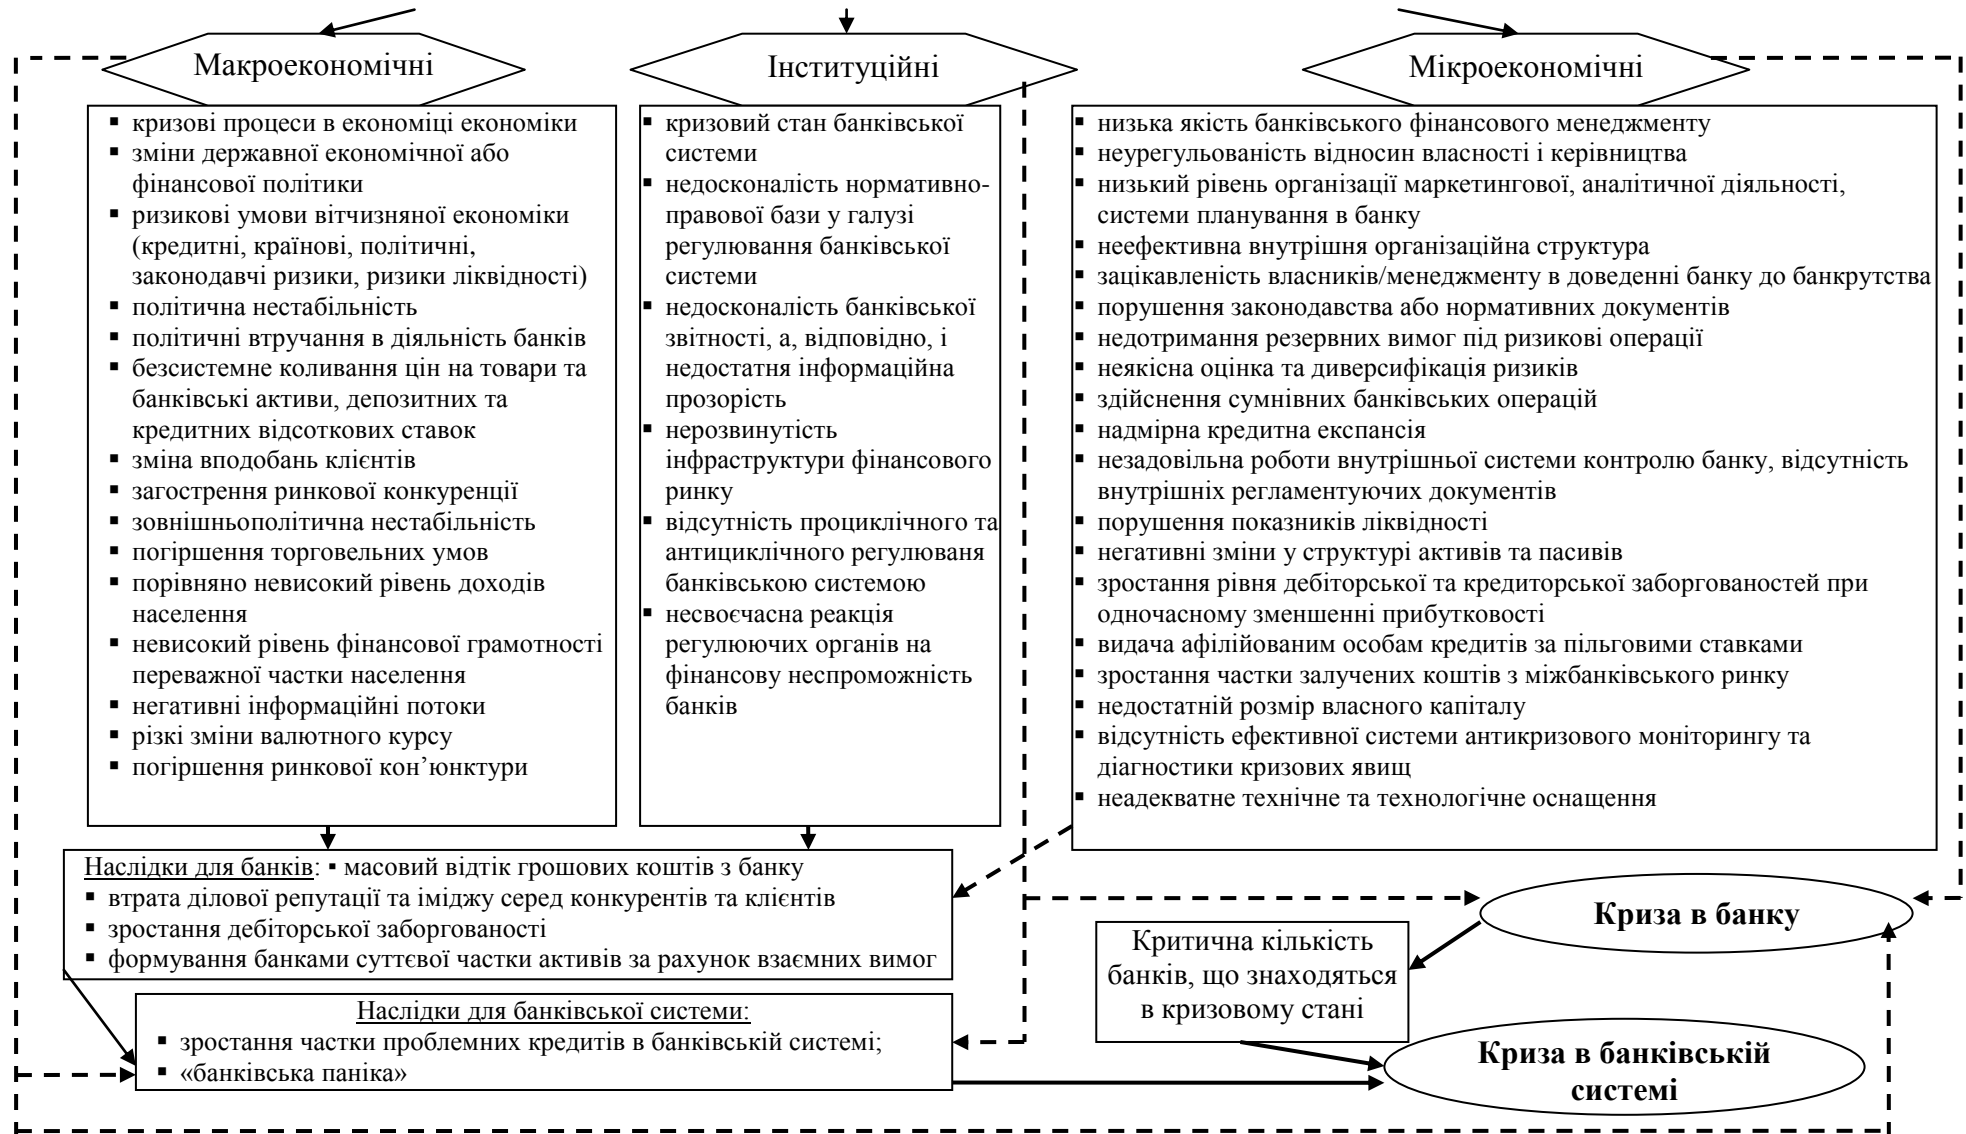 Макроекономічні
Інституційні
Мікроекономічні
▪ кризові процеси в економіці економіки
▪ зміни державної економічної або
фінансової політики
▪ ризикові умови вітчизняної економіки
(кредитні, країнові, політичні,
законодавчі ризики, ризики ліквідності)
▪ політична нестабільність
▪ політичні втручання в діяльність банків
▪ безсистемне коливання цін на товари та
банківські активи, депозитних та
кредитних відсоткових ставок
▪ зміна вподобань клієнтів
▪ загострення ринкової конкуренції
▪ зовнішньополітична нестабільність
▪ погіршення торговельних умов
▪ порівняно невисокий рівень доходів
населення
▪ невисокий рівень фінансової грамотності
переважної частки населення
▪ негативні інформаційні потоки
▪ різкі зміни валютного курсу
▪ погіршення ринкової кон’юнктури
▪ кризовий стан банківської
системи
▪ недосконалість нормативно-
правової бази у галузі
регулювання банківської
системи
▪ недосконалість банківської
звітності, а, відповідно, і
недостатня інформаційна
прозорість
▪ нерозвинутість
інфраструктури фінансового
ринку
▪ відсутність проциклічного та
антициклічного регулюваня
банківською системою
▪ несвоєчасна реакція
регулюючих органів на
фінансову неспроможність
банків
▪ низька якість банківського фінансового менеджменту
▪ неурегульованість відносин власності і керівництва
▪ низький рівень організації маркетингової, аналітичної діяльності,
системи планування в банку
▪ неефективна внутрішня організаційна структура
▪ зацікавленість власників/менеджменту в доведенні банку до банкрутства
▪ порушення законодавства або нормативних документів
▪ недотримання резервних вимог під ризикові операції
▪ неякісна оцінка та диверсифікація ризиків
▪ здійснення сумнівних банківських операцій
▪ надмірна кредитна експансія
▪ незадовільна роботи внутрішньої системи контролю банку, відсутність
внутрішніх регламентуючих документів
▪ порушення показників ліквідності
▪ негативні зміни у структурі активів та пасивів
▪ зростання рівня дебіторської та кредиторської заборгованостей при
одночасному зменшенні прибутковості
▪ видача афілійованим особам кредитів за пільговими ставками
▪ зростання частки залучених коштів з міжбанківського ринку
▪ недостатній розмір власного капіталу
▪ відсутність ефективної системи антикризового моніторингу та
діагностики кризових явищ
▪ неадекватне технічне та технологічне оснащення
Наслідки для банків: ▪ масовий відтік грошових коштів з банку
▪ втрата ділової репутації та іміджу серед конкурентів та клієнтів
▪ зростання дебіторської заборгованості
▪ формування банками суттєвої частки активів за рахунок взаємних вимог
Криза в банку
Критична кількість
банків, що знаходяться
в кризовому стані
Наслідки для банківської системи:
▪ зростання частки проблемних кредитів в банківській системі;
▪ «банківська паніка»
Криза в банківській
системі